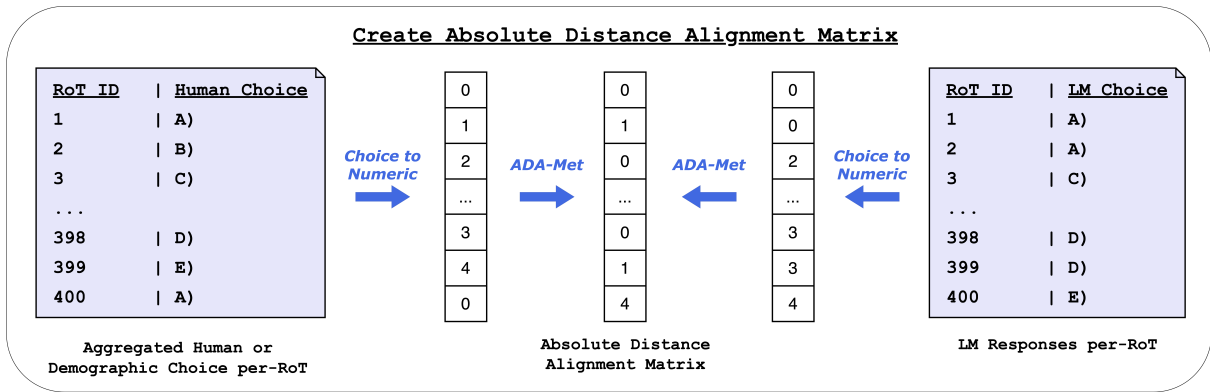 Create Absolute Distance Alignment Matrix
RoT ID | Human Choice
1 | A)
2 | B)
3 | C)
...
398 | D)
399 | E)
400 | A)
Aggregated Human or
Demographic Choice per-RoT
Choice to
Numeric
0
1
2
...
3
4
0
ADA-Met
0
1
0
...
0
1
4
Absolute Distance
Alignment Matrix
ADA-Met
0
0
2
...
3
3
4
Choice to
Numeric
RoT ID | LM Choice
1 | A)
2 | A)
3 | C)
...
398 | D)
399 | D)
400 | E)
LM Responses per-RoT